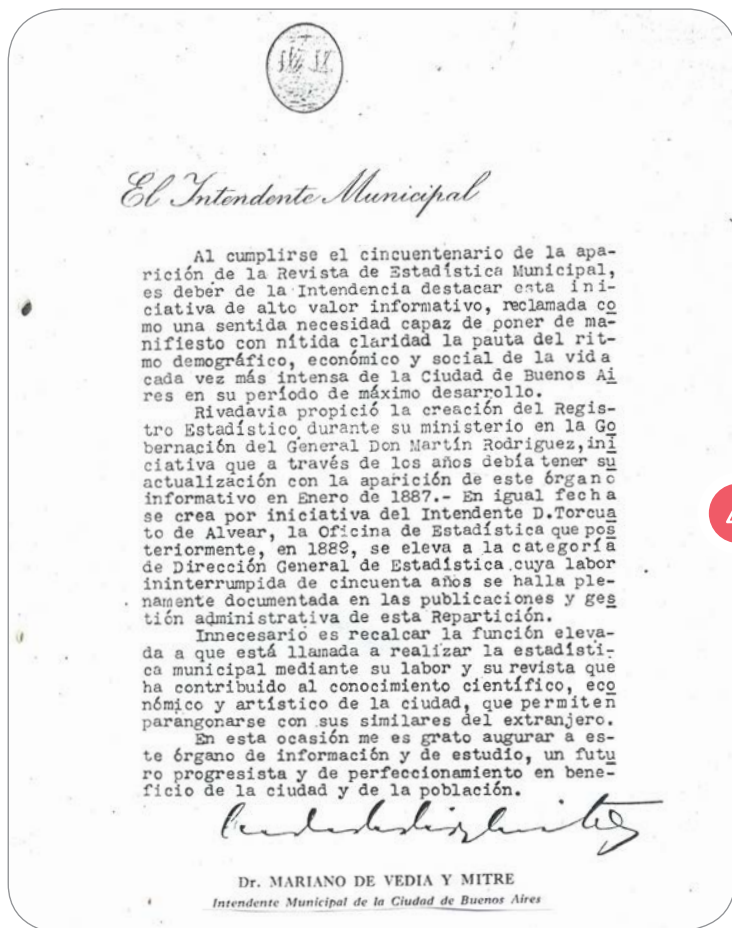 El Intendente Municipal
Al cumplirse el cincuentenario de la apa-
rición de la Revista de Estadística Municipal,
es deber de la Intendencia destacar esta ini-
ciativa de alto valor informativo, reclamada co
mo una sentida necesidad capaz de poner de ma-
nifiesto con nítida claridad la pauta del rit-
mo demográfico, económico y social de la vida
cada vez más intensa de la Ciudad de Buenos Ai
res en su período de máximo desarrollo.
Rivadavia propició la creación del Regis-
tro Estadístico durante su ministerio en la Go
bernación del General Don Martín Rodriguez, ini
ciativa que a través de los años debía tener su
actualización con la aparición de este órgano
informativo en Enero de 1887.- En igual fecha
se crea por iniciativa del Intendente D.Torcua
to de Alvear, la Oficina de Estadística que pos
teriormente, en 1889, se eleva a la categoría
de Dirección General de Estadística cuya labor
ininterrumpida de cincuenta años se halla ple-
namente documentada en las publicaciones y ges
tión administrativa de esta Repartición.
Innecesario es recalcar la función eleva-
da a que está llamada a realizar la estadísti-
ca municipal mediante su labor y su revista que
ha contribuido al conocimiento científico, eco
nómico y artístico de la ciudad, que permiten
parangonarse con sus similares del extranjero.
En esta ocasión me es grato augurar a es-
te órgano de información y de estudio, un futu
ro progresista y de perfeccionamiento en bene-
ficio de la ciudad y de la población.
Dr. MARIANO DE VEDIA Y MITRE
Intendente Municipal de la Ciudad de Buenos Aires